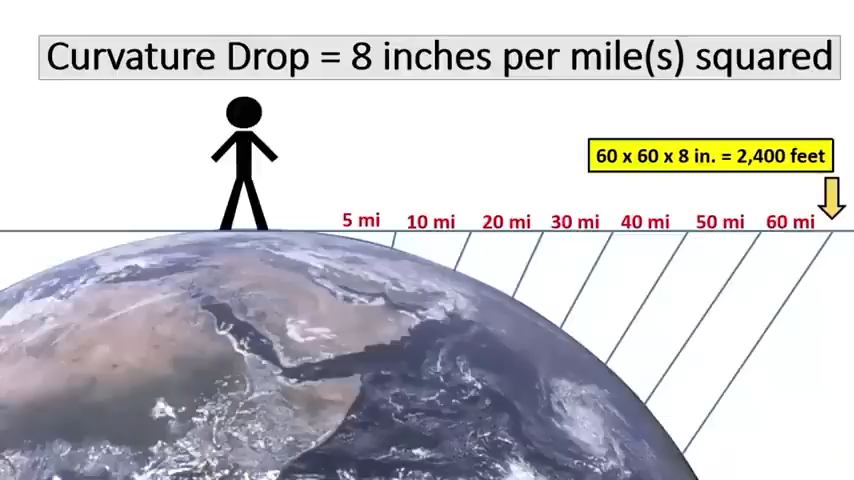 Curvature Drop = 8 inches per mile(s) squared
60 x 60 x 8 in. = 2,400 feet
5 mi 10 mi 20 mi 30 mi 40 mi 50 mi 60 mi